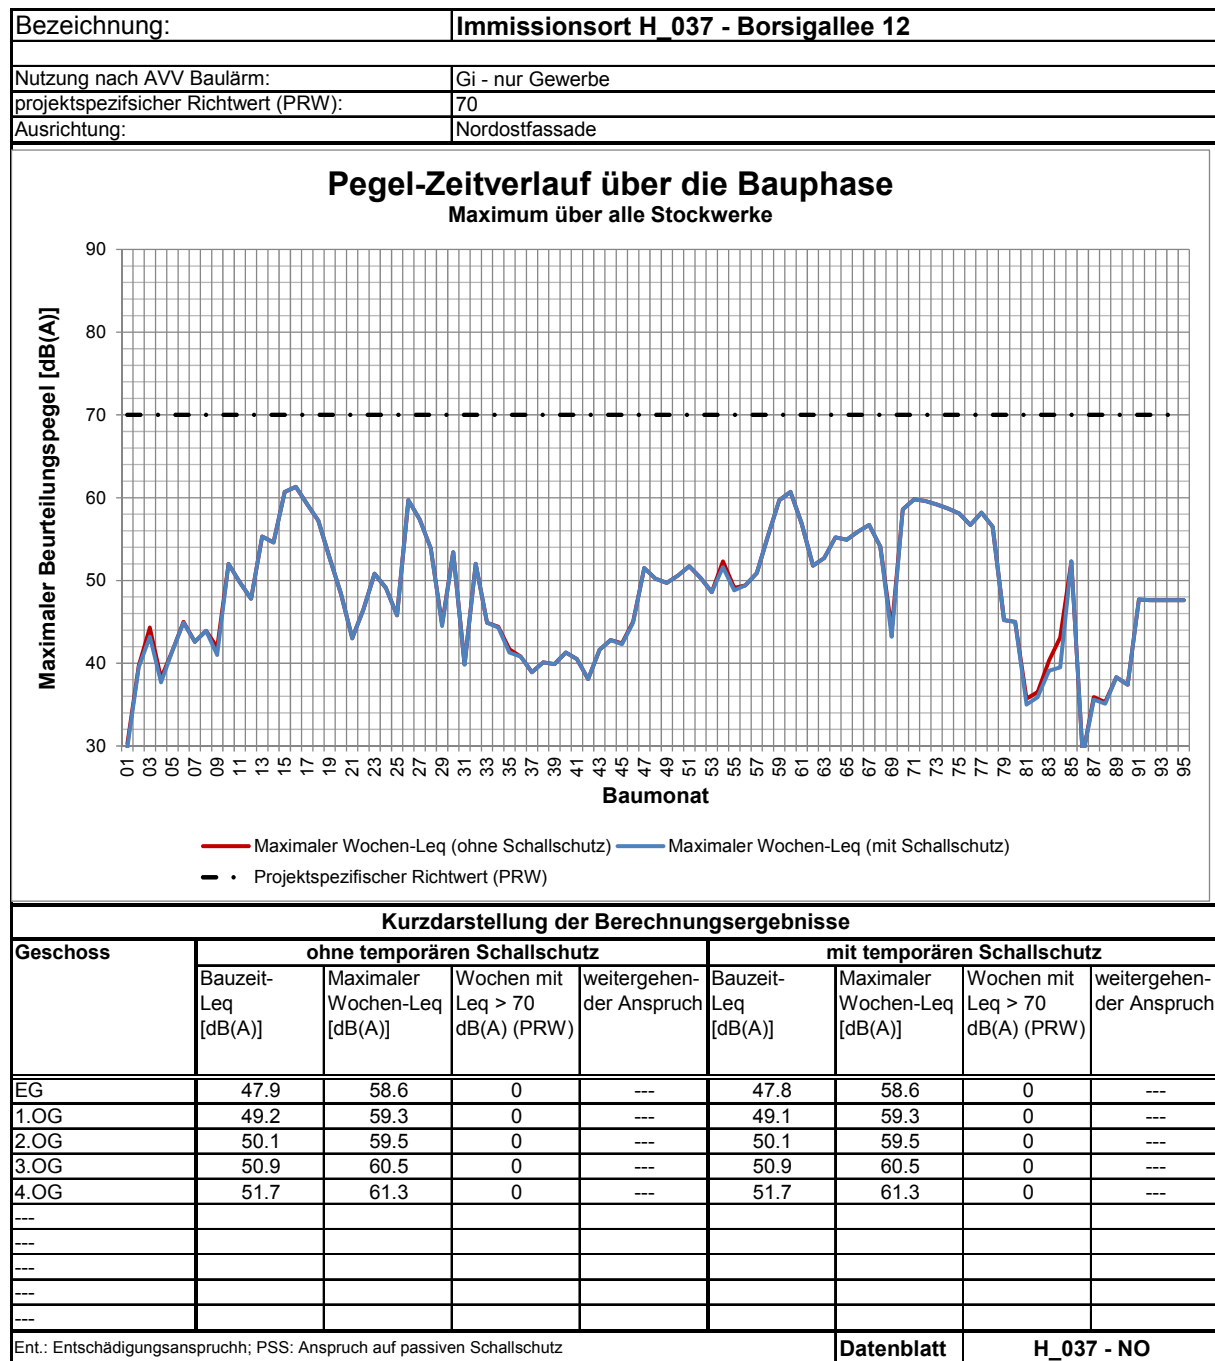 Bezeichnung: Immissionsort H_037 - Borsigallee 12
Nutzung nach AVV Baulärm: Gi - nur Gewerbe
projektspezifsicher Richtwert (PRW): 70
Ausrichtung: Nordostfassade
Pegel-Zeitverlauf über die Bauphase
Maximum über alle Stockwerke
Maximaler Beurteilungspegel [dB(A)]
90
80
70
60
50
40
30
01 03 05 07 09 11 13 15 17 19 21 23 25 27 29 31 33 35 37 39 41 43 45 47 49 51 53 55 57 59 61 63 65 67 69 71 73 75 77 79 81 83 85 87 89 91 93 95
Baumonat
Maximaler Wochen-Leq (ohne Schallschutz) Maximaler Wochen-Leq (mit Schallschutz)
Projektspezifischer Richtwert (PRW)
Kurzdarstellung der Berechnungsergebnisse
Geschoss ohne temporären Schallschutz mit temporären Schallschutz
Bauzeit- Maximaler Wochen mit weitergehen- Bauzeit- Maximaler Wochen mit weitergehen-
Leq Wochen-Leq Leq > 70 der Anspruch Leq Wochen-Leq Leq > 70 der Anspruch
[dB(A)] [dB(A)] dB(A) (PRW) [dB(A)] [dB(A)] dB(A) (PRW)
EG 47.9 58.6 0 --- 47.8 58.6 0 ---
1.OG 49.2 59.3 0 --- 49.1 59.3 0 ---
2.OG 50.1 59.5 0 --- 50.1 59.5 0 ---
3.OG 50.9 60.5 0 --- 50.9 60.5 0 ---
4.OG 51.7 61.3 0 --- 51.7 61.3 0 ---
---
---
---
---
---
Ent.: Entschädigungsanspruchh; PSS: Anspruch auf passiven Schallschutz Datenblatt H_037 - NO